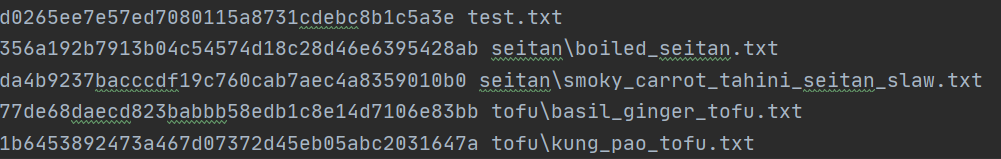 d0265ee7e57ed7080115a8731cdebc8b1c5a3e test.txt
356a192b7913b04c54574d18c28d46e6395428ab seitan\boiled_seitan.txt
da4b9237bacccdf19c760cab7aec4a8359010b0 seitan\smoky_carrot_tahini_seitan_slaw.txt
77de68daecd823babbb58edb1c8e14d7106e83bb tofu\basil_ginger_tofu.txt
1b6453892473a467d07372d45eb05abc2031647a tofu\kung_pao_tofu.txt